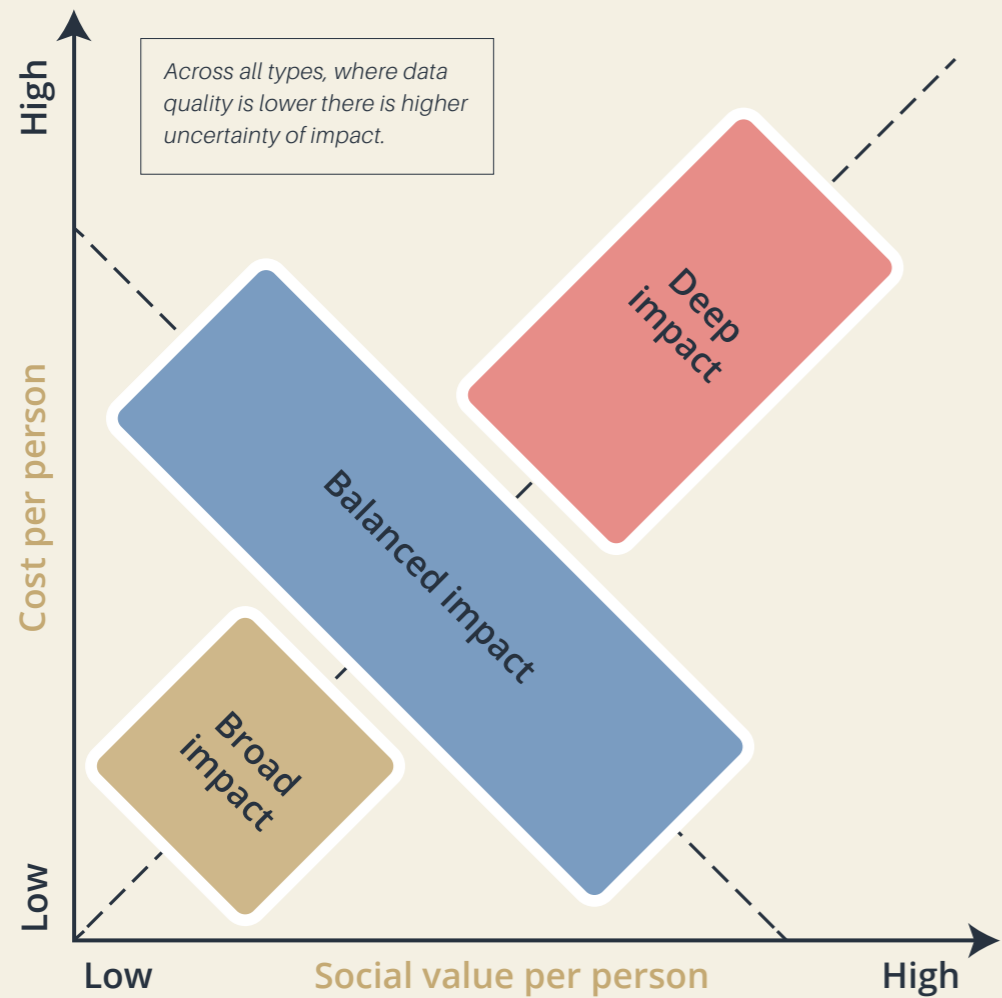 High
Across all types, where data
quality is lower there is higher
uncertainty of impact.
Deep
impact
Cost per person
Balanced impact
Broad
impact
Low
Low
Social value per person
High